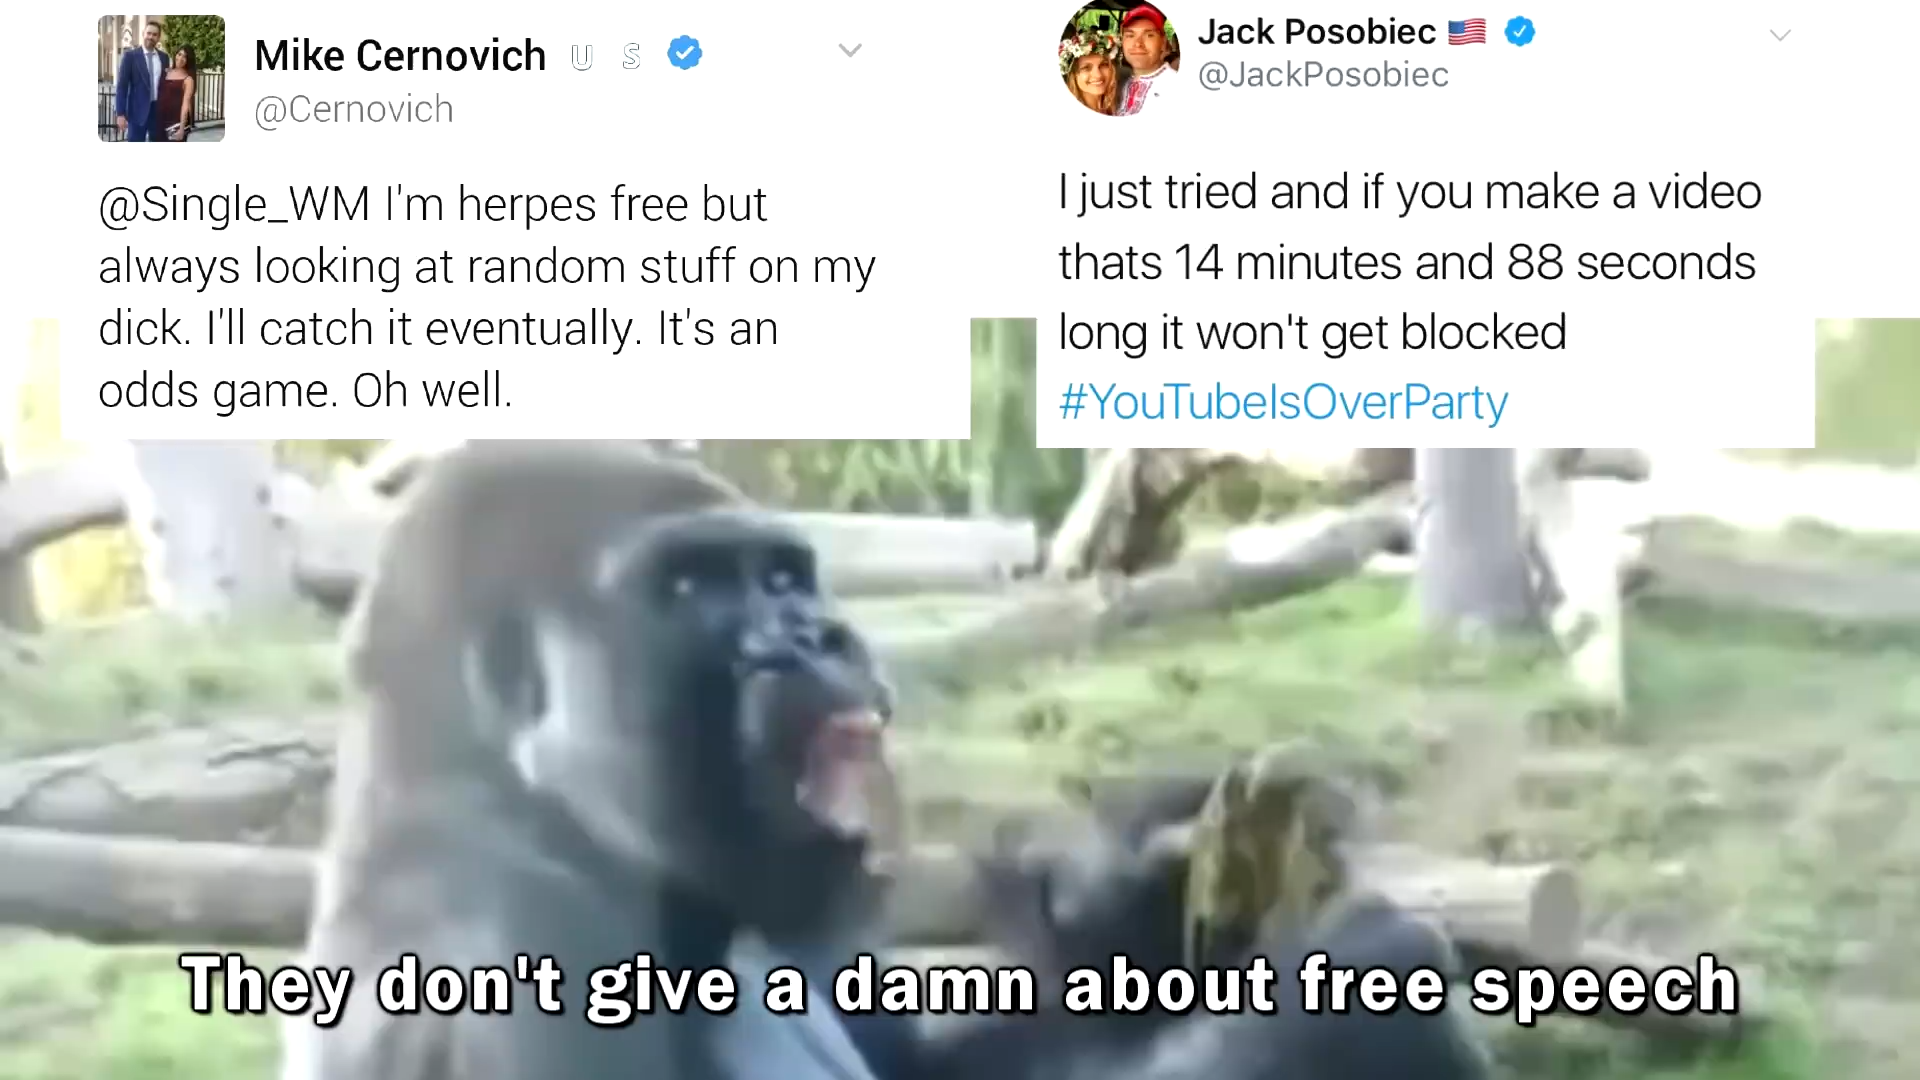 Mike Cernovich U S
@Cernovich
@Single_WM I'm herpes free but
always looking at random stuff on my
dick. I'll catch it eventually. It's an
odds game. Oh well.
Jack Posobiec
@JackPosobiec
I just tried and if you make a video
thats 14 minutes and 88 seconds
long it won't get blocked
#YouTubeIsOverParty
They don't give a damn about free speech